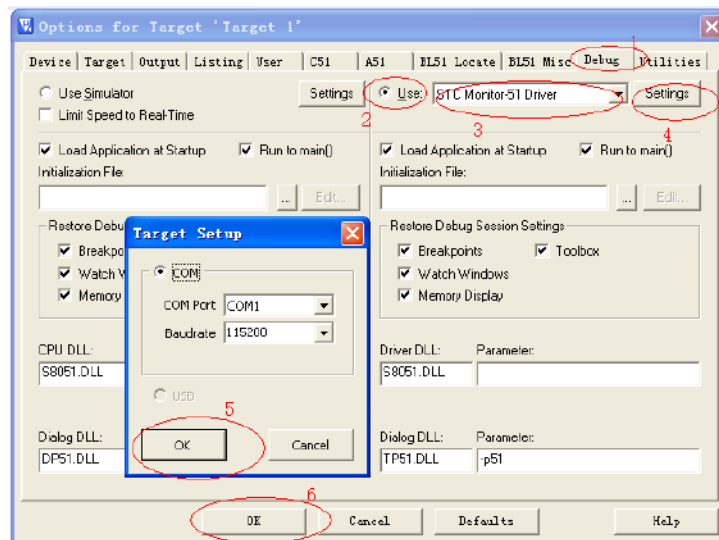 Options for Target 'Target 1'
1
Device Target Output Listing User C51 A51 BL51 Locate BL51 Misc Debug Utilities
Use Simulator Settings Use: STC Monitor-51 Driver Settings
Limit Speed to Real-Time
2 3 4
Load Application at Startup Run to main() Load Application at Startup Run to main()
Initialization File: Initialization File:
... Edit... ... Edit...
Restore Debu Restore Debug Session Settings
Breakpo Breakpoints Toolbox
Watch W Watch Windows
Memory Memory Display
Target Setup
COM
COM Port COM1
Baudrate 115200
USB
5
OK Cancel
CPU DLL: Driver DLL: Parameter:
S8051.DLL S8051.DLL
Dialog DLL: Dialog DLL: Parameter:
DP51.DLL TP51.DLL -p51
6
OK Cancel Defaults Help